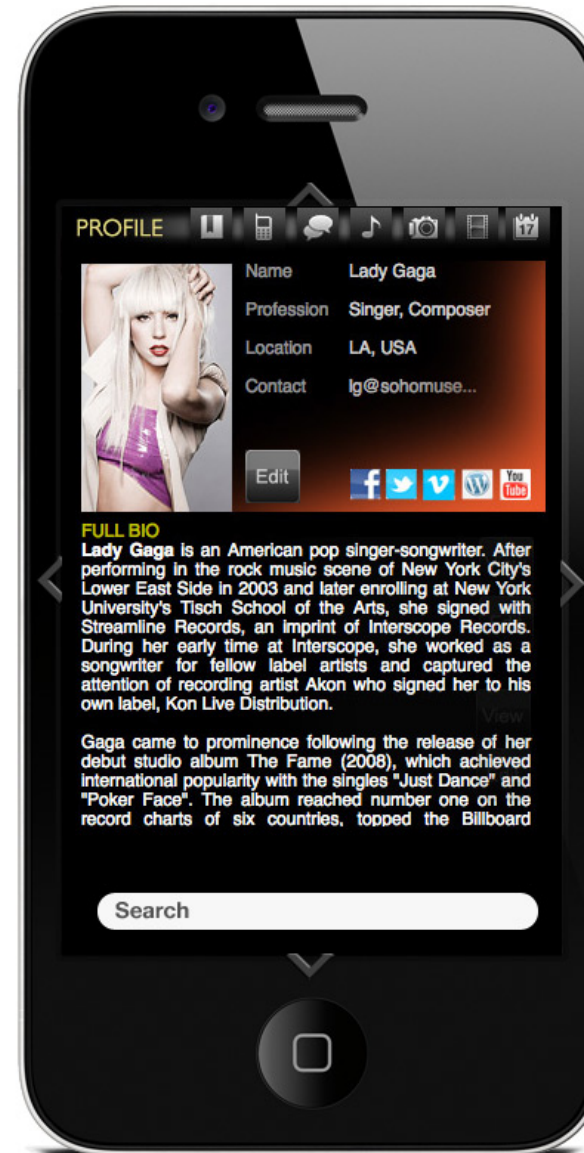 PROFILE
17
Name Lady Gaga
Profession Singer, Composer
Location LA, USA
Contact lg@sohomuse...
Edit
f
v
W
You
Tube
FULL BIO
Lady Gaga is an American pop singer-songwriter. After
performing in the rock music scene of New York City's
Lower East Side in 2003 and later enrolling at New York
University's Tisch School of the Arts, she signed with
Streamline Records, an imprint of Interscope Records.
During her early time at Interscope, she worked as a
songwriter for fellow label artists and captured the
attention of recording artist Akon who signed her to his
own label, Kon Live Distribution.
View
Gaga came to prominence following the release of her
debut studio album The Fame (2008), which achieved
international popularity with the singles "Just Dance" and
"Poker Face". The album reached number one on the
record charts of six countries, topped the Billboard
Search